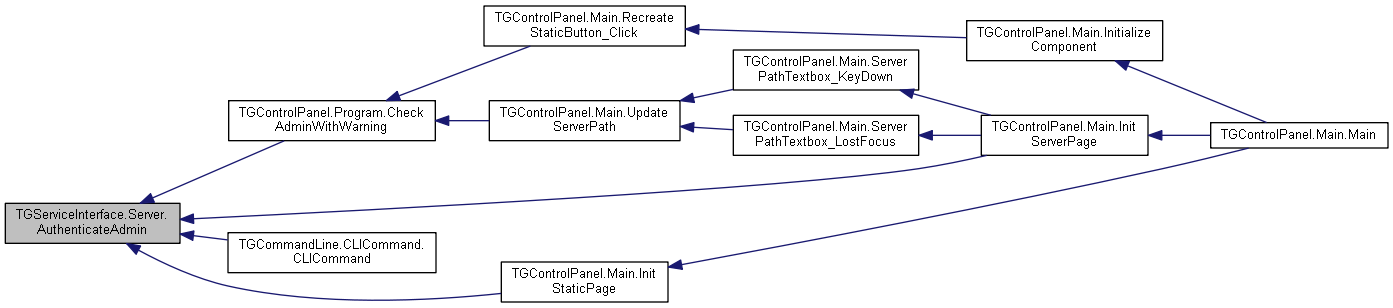 TGControlPanel.Main.Recreate
StaticButton_Click
TGControlPanel.Main.Initialize
Component
TGControlPanel.Main.Server
PathTextbox_KeyDown
TGControlPanel.Program.Check
AdminWithWarning
TGControlPanel.Main.Update
ServerPath
TGControlPanel.Main.Server
PathTextbox_LostFocus
TGControlPanel.Main.Init
ServerPage
TGControlPanel.Main.Main
TGServiceInterface.Server.
AuthenticateAdmin
TGCommandLine.CLICommand.
CLICommand
TGControlPanel.Main.Init
StaticPage